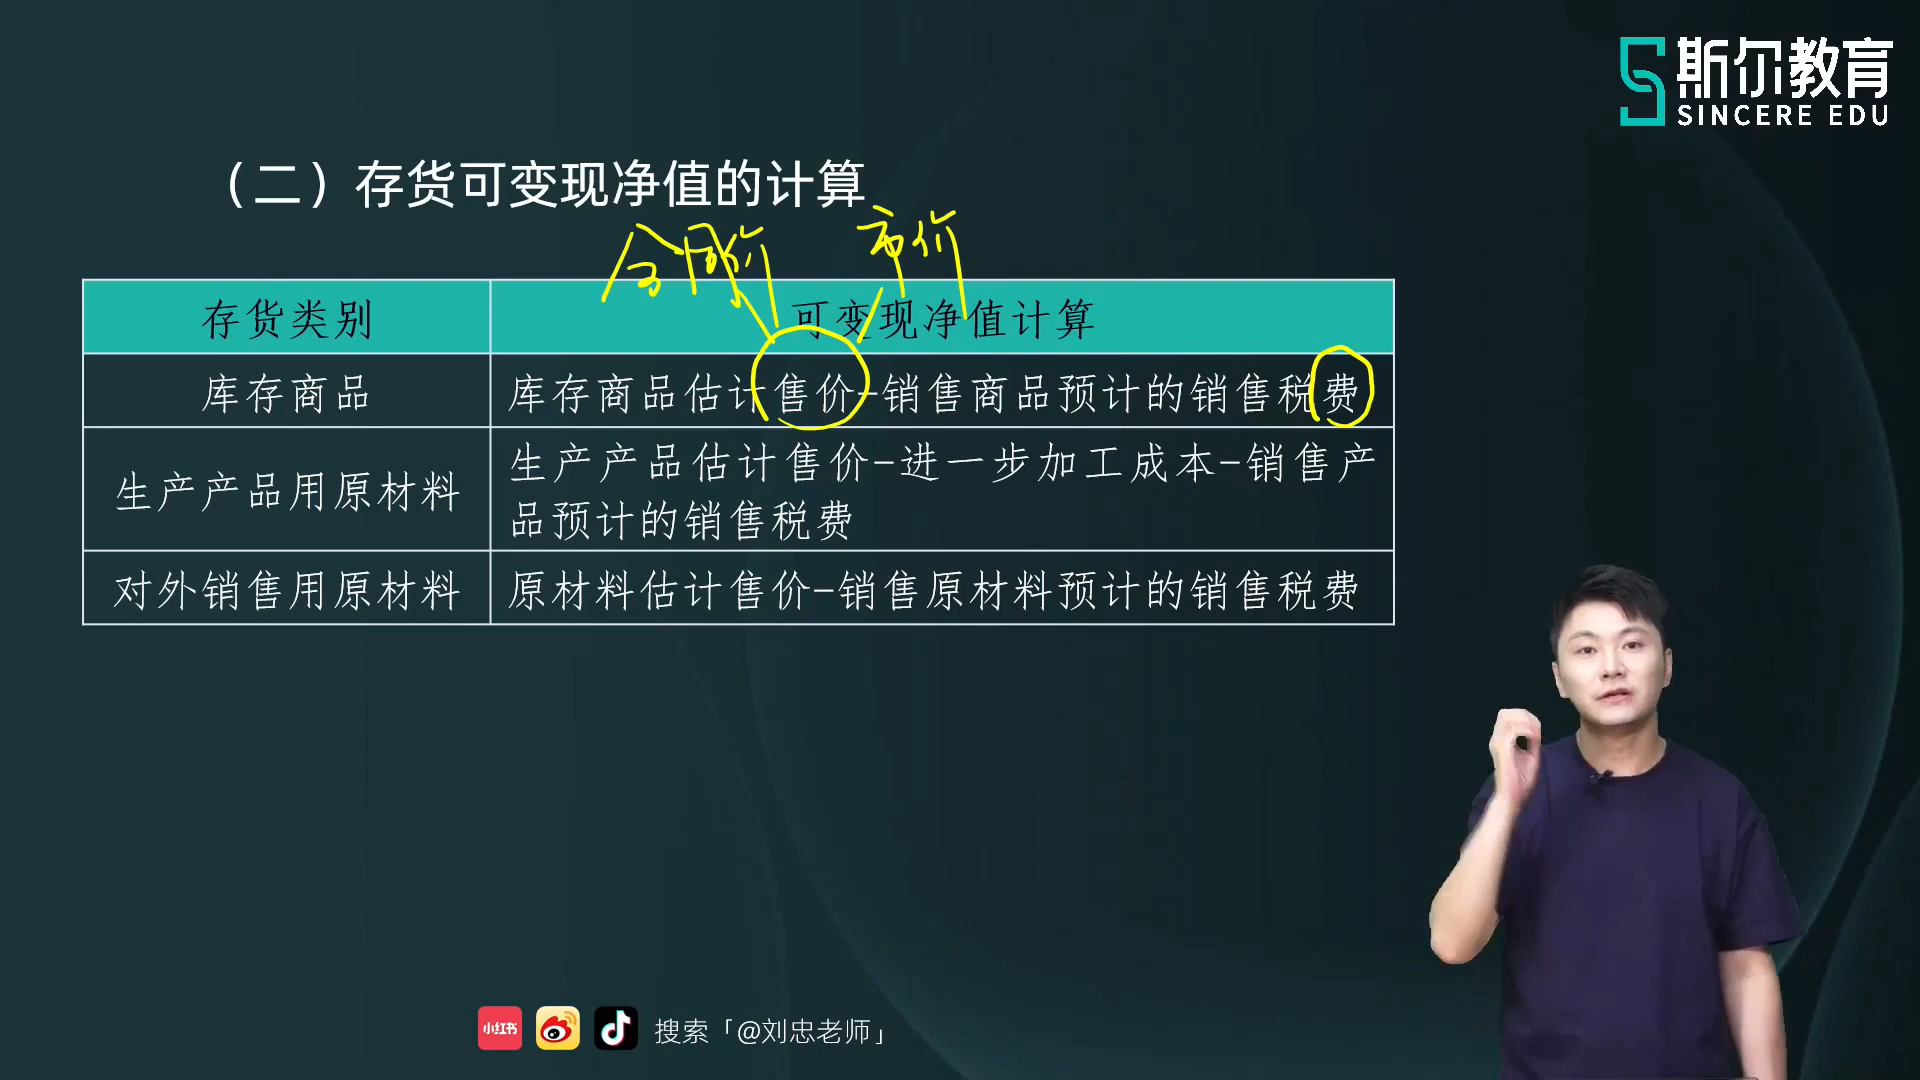 斯尔教育
SINCERE EDU
（二）存货可变现净值的计算
合同价 市价
存货类别 可变现净值计算
库存商品 库存商品估计售价-销售商品预计的销售税费
生产产品用原材料 生产产品估计售价-进一步加工成本-销售产
品预计的销售税费
对外销售用原材料 原材料估计售价-销售原材料预计的销售税费
小红书 搜索「@刘忠老师」